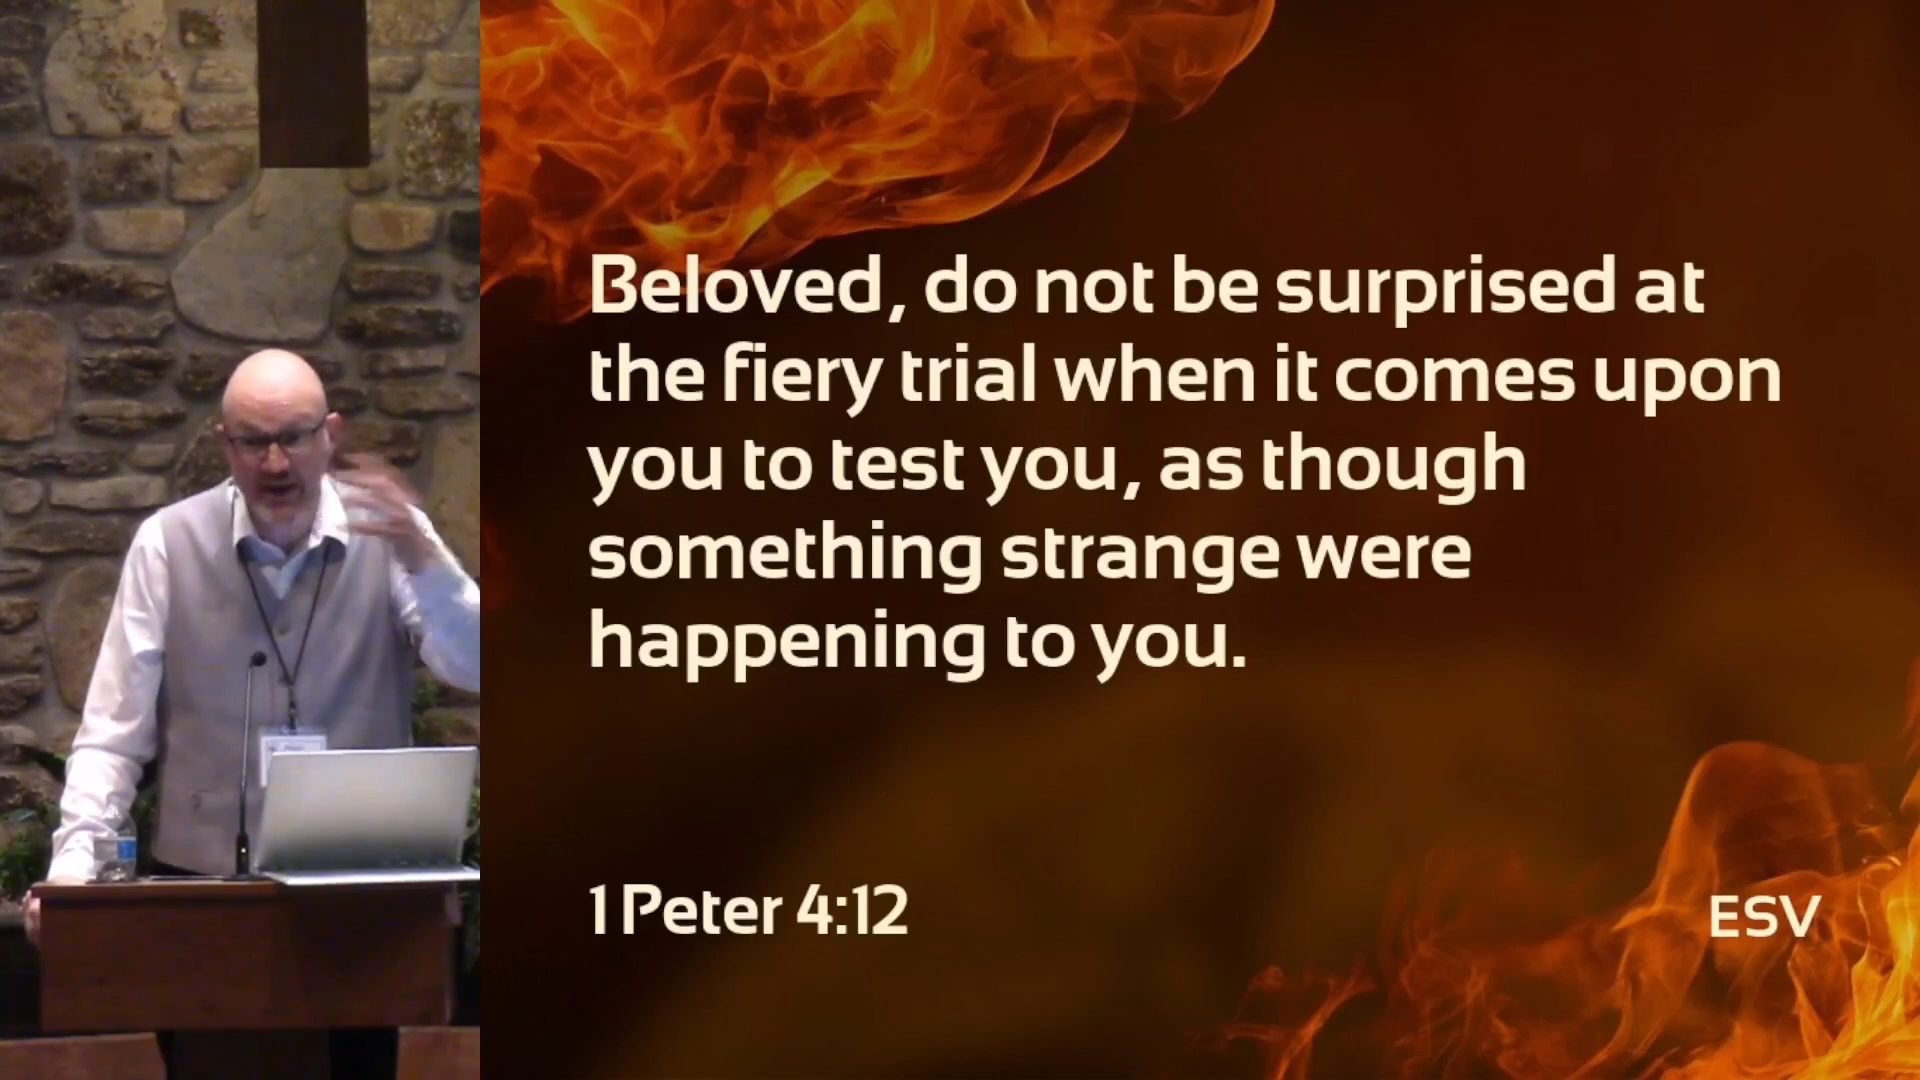 Beloved, do not be surprised at
the fiery trial when it comes upon
you to test you, as though
something strange were
happening to you.
1 Peter 4:12
ESV